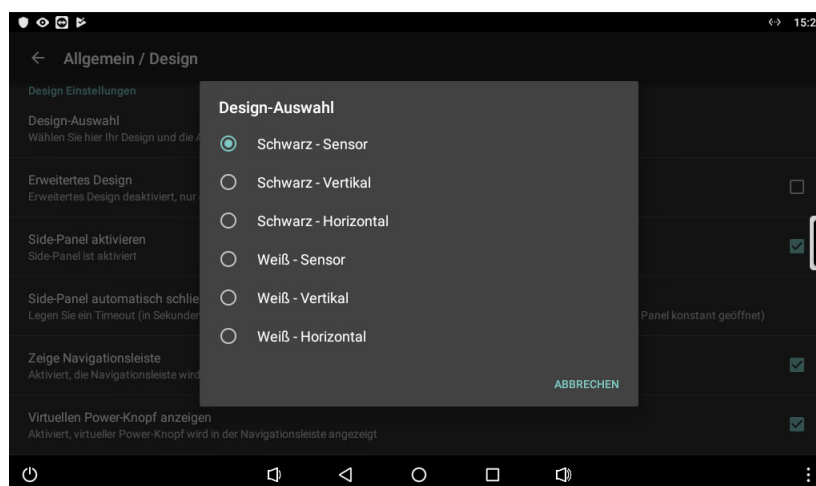 15:2
Allgemein / Design
Design Einstellungen
Design-Auswahl
Wählen Sie hier Ihr Design und die
Erweitertes Design
Erweitertes Design deaktiviert, nur
Side-Panel aktivieren
Side-Panel ist aktiviert
Side-Panel automatisch schlie
Legen Sie ein Timeout (in Sekunden
Panel konstant geöffnet)
Zeige Navigationsleiste
Aktiviert, die Navigationsleiste wird
Virtuellen Power-Knopf anzeigen
Aktiviert, virtueller Power-Knopf wird in der Navigationsleiste angezeigt
Design-Auswahl
Schwarz - Sensor
Schwarz - Vertikal
Schwarz - Horizontal
Weiß - Sensor
Weiß - Vertikal
Weiß - Horizontal
ABBRECHEN